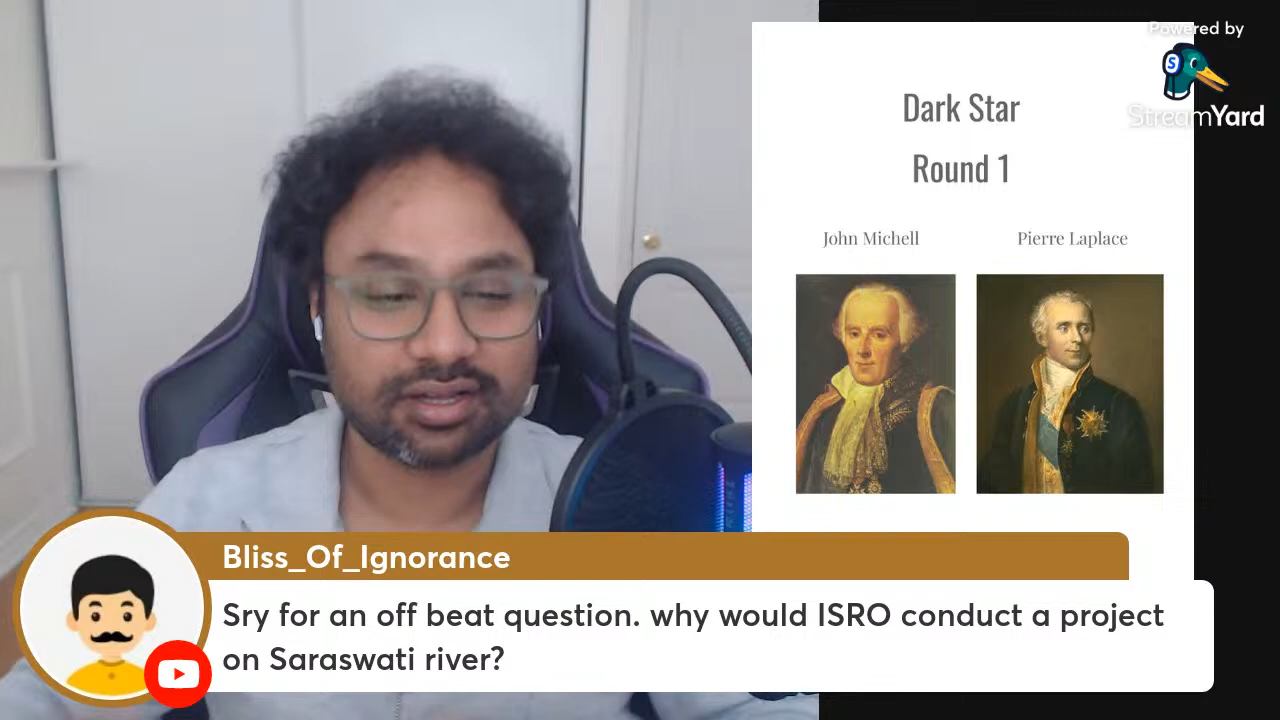 Powered by
StreamYard
Dark Star
Round 1
John Michell
Pierre Laplace
Bliss_Of_Ignorance
Sry for an off beat question. why would ISRO conduct a project
on Saraswati river?